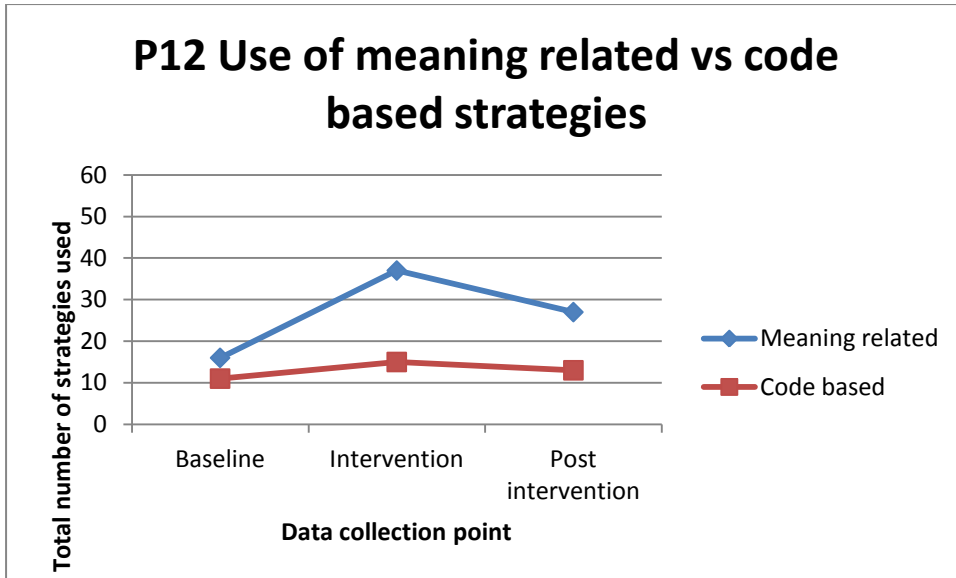 P12 Use of meaning related vs code
based strategies
Total number of strategies used
60
50
40
30
20
10
0
Baseline
Intervention
Post
intervention
Data collection point
Meaning related
Code based